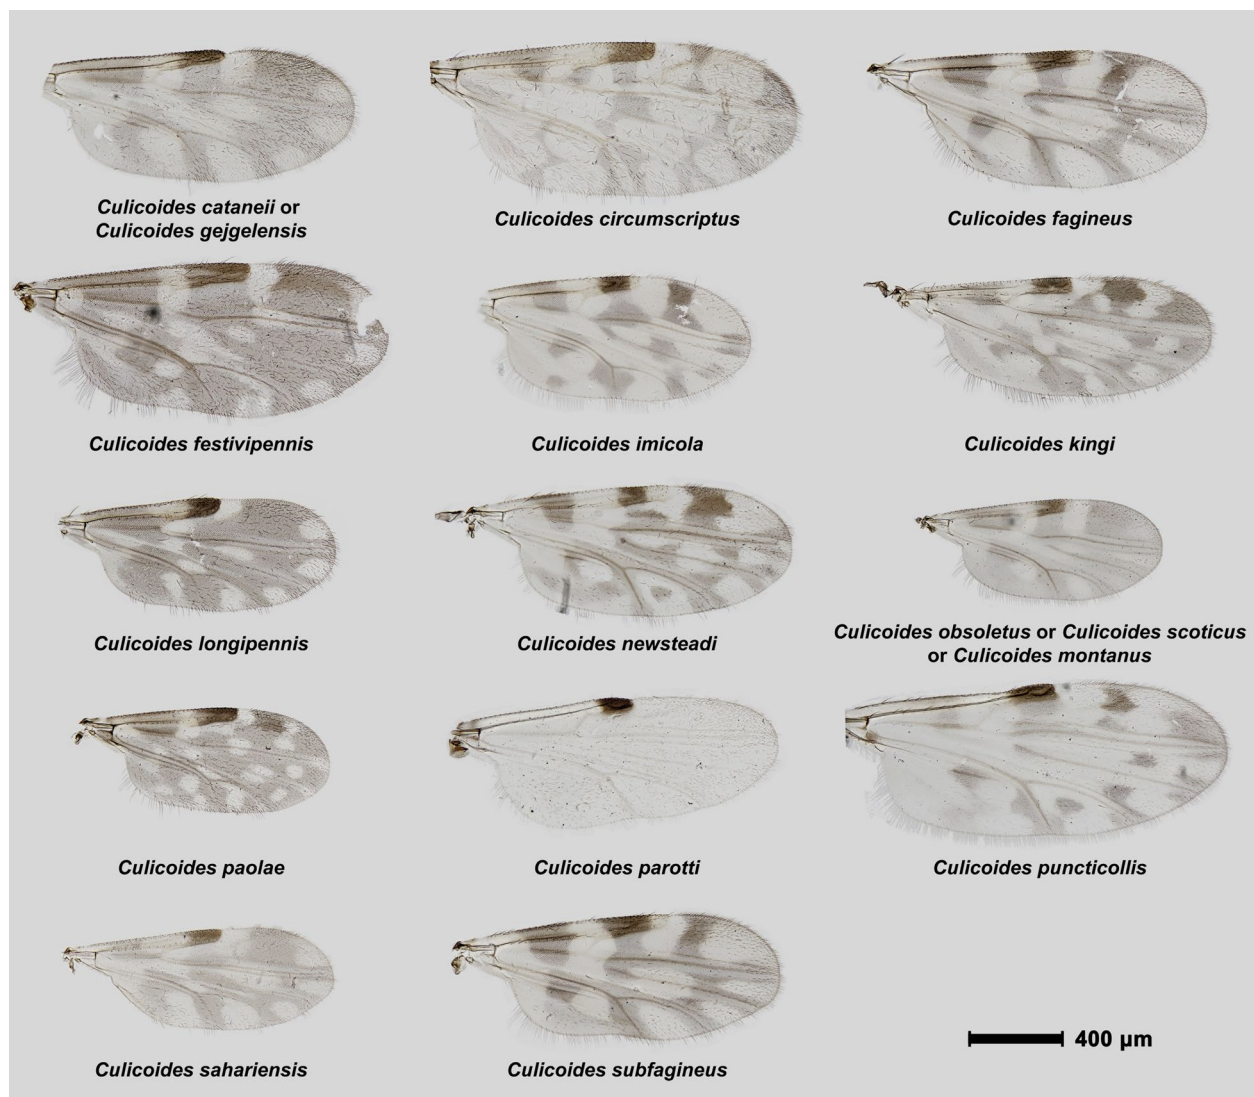 Culicoides cataneii or
Culicoides gejgelensis
Culicoides circumscriptus
Culicoides fagineus
Culicoides festivipennis
Culicoides imicola
Culicoides kingi
Culicoides longipennis
Culicoides newsteadi
Culicoides obsoletus or Culicoides scoticus
or Culicoides montanus
Culicoides paolae
Culicoides parotti
Culicoides puncticollis
Culicoides sahariensis
Culicoides subfagineus
400 µm